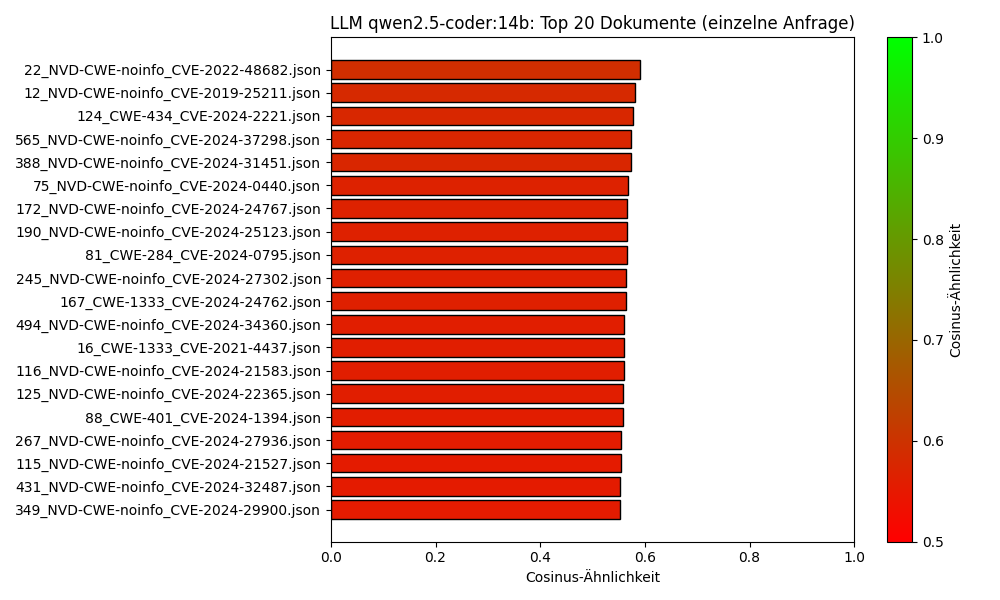 LLM qwen2.5-coder:14b: Top 20 Dokumente (einzelne Anfrage)
22_NVD-CWE-noinfo_CVE-2022-48682.json
12_NVD-CWE-noinfo_CVE-2019-25211.json
124_CWE-434_CVE-2024-2221.json
565_NVD-CWE-noinfo_CVE-2024-37298.json
388_NVD-CWE-noinfo_CVE-2024-31451.json
75_NVD-CWE-noinfo_CVE-2024-0440.json
172_NVD-CWE-noinfo_CVE-2024-24767.json
190_NVD-CWE-noinfo_CVE-2024-25123.json
81_CWE-284_CVE-2024-0795.json
245_NVD-CWE-noinfo_CVE-2024-27302.json
167_CWE-1333_CVE-2024-24762.json
494_NVD-CWE-noinfo_CVE-2024-34360.json
16_CWE-1333_CVE-2021-4437.json
116_NVD-CWE-noinfo_CVE-2024-21583.json
125_NVD-CWE-noinfo_CVE-2024-22365.json
88_CWE-401_CVE-2024-1394.json
267_NVD-CWE-noinfo_CVE-2024-27936.json
115_NVD-CWE-noinfo_CVE-2024-21527.json
431_NVD-CWE-noinfo_CVE-2024-32487.json
349_NVD-CWE-noinfo_CVE-2024-29900.json
0.0 0.2 0.4 0.6 0.8 1.0
Cosinus-Ähnlichkeit
1.0
0.9
0.8
0.7
0.6
0.5
Cosinus-Ähnlichkeit